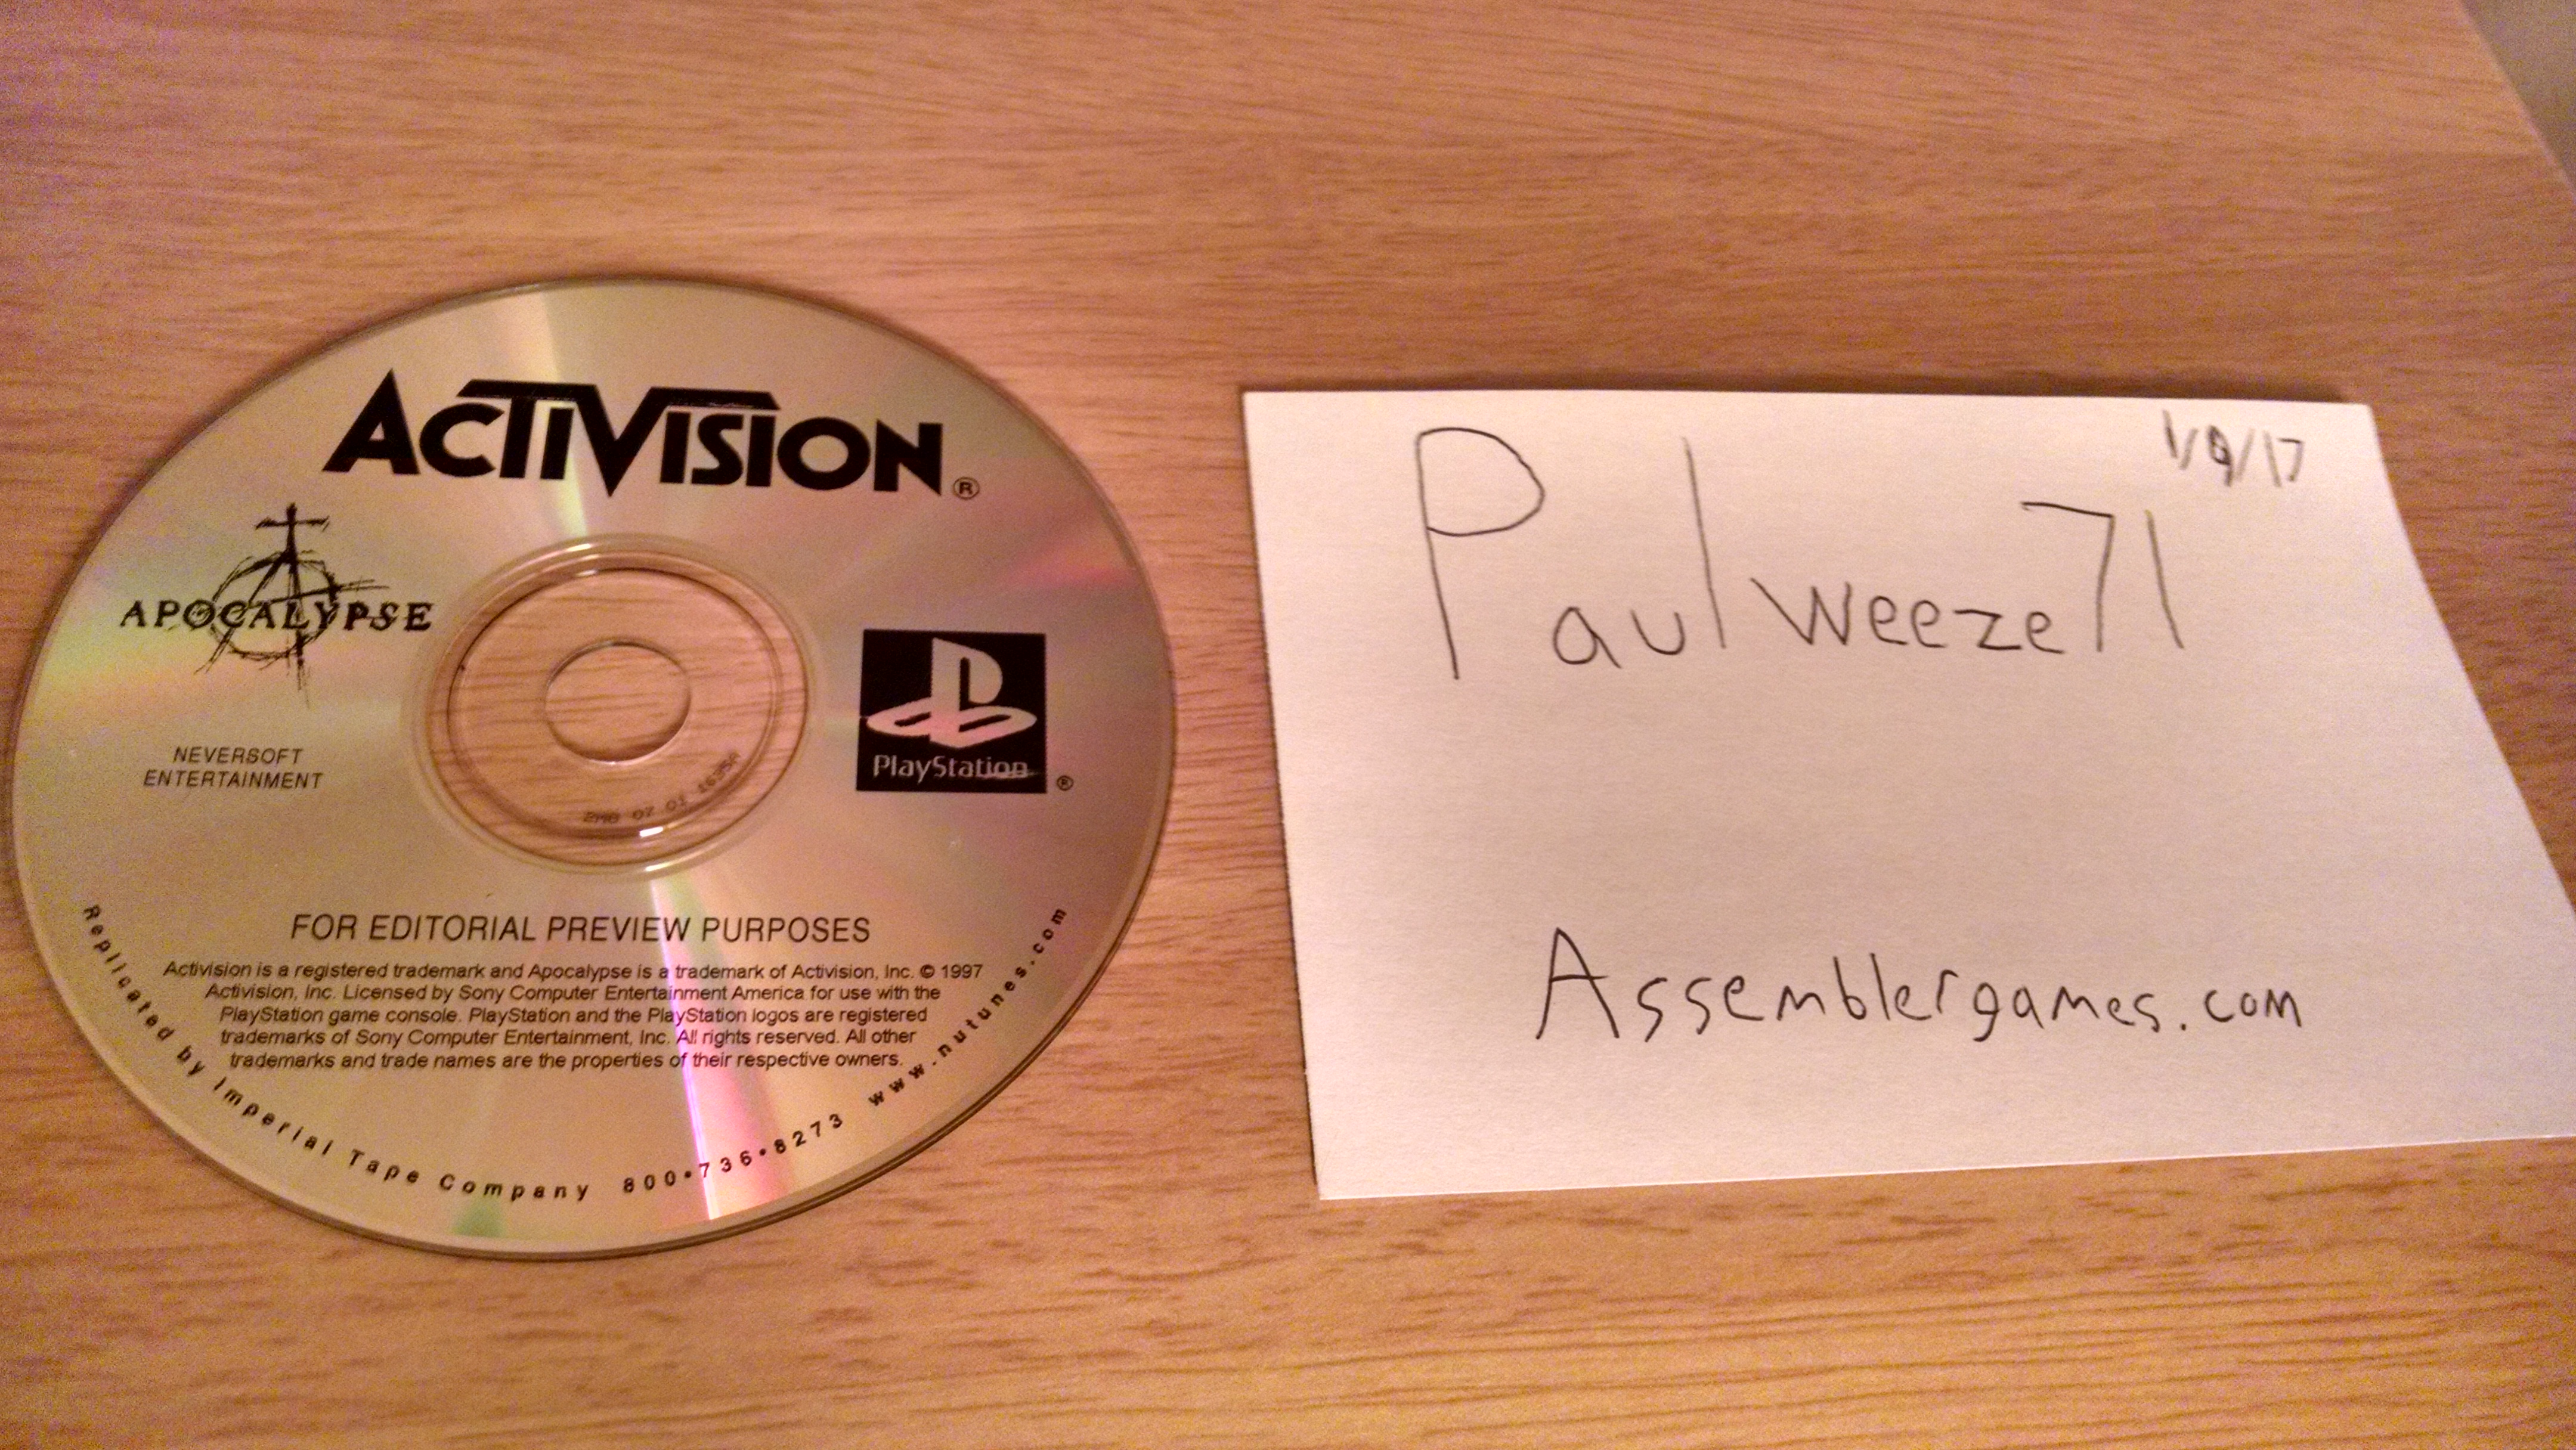 ACTIVISION®
APOCALYPSE
NEVERSOFT
ENTERTAINMENT
PlayStation®
FOR EDITORIAL PREVIEW PURPOSES
Activision is a registered trademark and Apocalypse is a trademark of Activision, Inc. © 1997
Activision, Inc. Licensed by Sony Computer Entertainment America for use with the
PlayStation game console. PlayStation and the PlayStation logos are registered
trademarks of Sony Computer Entertainment, Inc. All rights reserved. All other
trademarks and trade names are the properties of their respective owners.
Replicated by Imperial Tape Company 800•736•8273 www.nutunes.com
1/9/17
Paulweeze71
Assemblergames.com